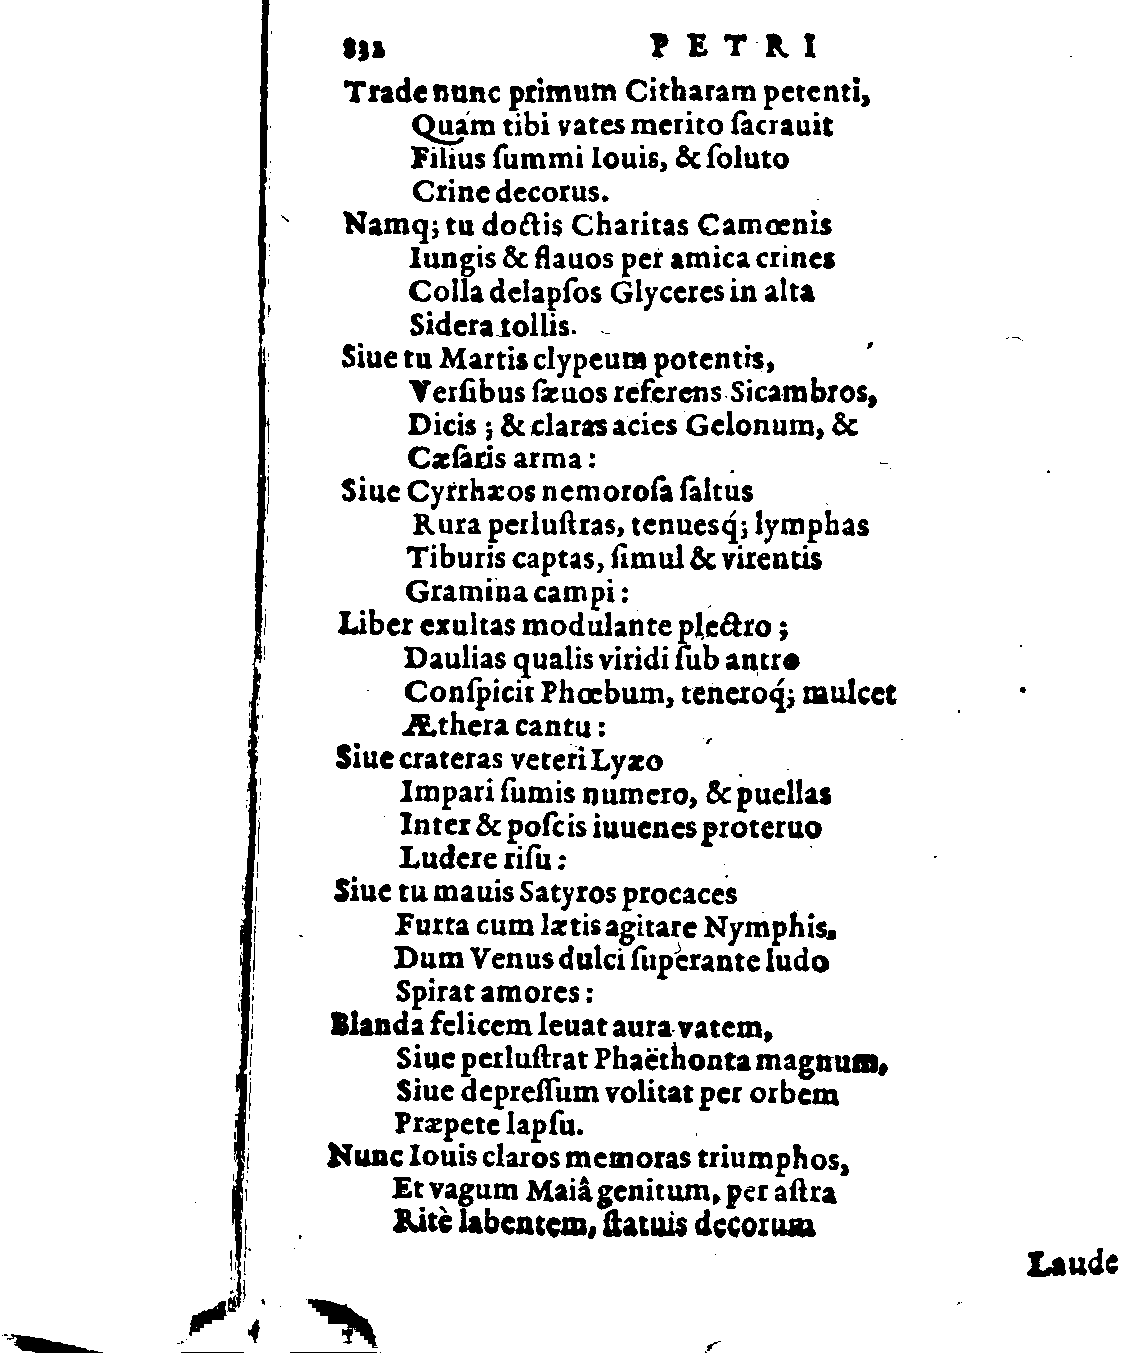 832 PETRI
Trade nunc primum Citharam petenti,
Quám tibi vates merito ſacrauit
Filius ſummi Iouis, & ſoluto
Crine decorus.
Namq; tu doctis Charitas Camœnis
Iungis & flauos per amica crines
Colla delapſos Glyceres in alta
Sidera tollis.
Siue tu Martis clypeum potentis,
Verſibus ſæuos referens Sicambros,
Dicis ; & claras acies Gelonum, &
Cæſaris arma :
Siue Cyrrhæos nemoroſa ſaltus
Rura perluſtras, tenuesq́; lymphas
Tiburis captas, ſimul & virentis
Gramina campi :
Liber exultas modulante plectro ;
Daulias qualis viridi ſub antro
Conſpicit Phœbum, teneroq́; mulcet
Æthera cantu :
Siue crateras veteri Lyæo
Impari ſumis numero, & puellas
Inter & poſcis iuuenes proteruo
Ludere riſu :
Siue tu mauis Satyros procaces
Furta cum lætis agitare Nymphis.
Dum Venus dulci ſuperante ludo
Spirat amores :
Blanda felicem leuat aura vatem,
Siue perluſtrat Phaëthonta magnum,
Siue depreſſum volitat per orbem
Præpete lapſu.
Nunc Iouis claros memoras triumphos,
Et vagum Maiâ genitum, per aſtra
Ritè labentem, ſtatuis decorum
Laude